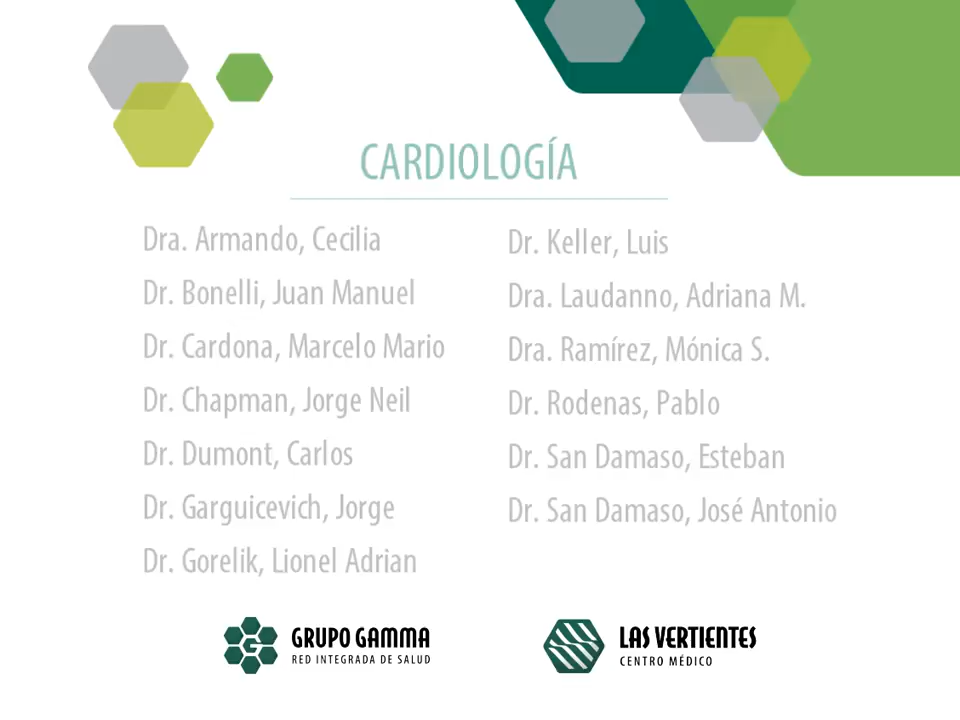 CARDIOLOGÍA
Dra. Armando, Cecilia
Dr. Bonelli, Juan Manuel
Dr. Cardona, Marcelo Mario
Dr. Chapman, Jorge Neil
Dr. Dumont, Carlos
Dr. Garguicevich, Jorge
Dr. Gorelik, Lionel Adrian
Dr. Keller, Luis
Dra. Laudanno, Adriana M.
Dra. Ramírez, Mónica S.
Dr. Rodenas, Pablo
Dr. San Damaso, Esteban
Dr. San Damaso, José Antonio
GRUPO GAMMA
RED INTEGRADA DE SALUD
LAS VERTIENTES
CENTRO MÉDICO